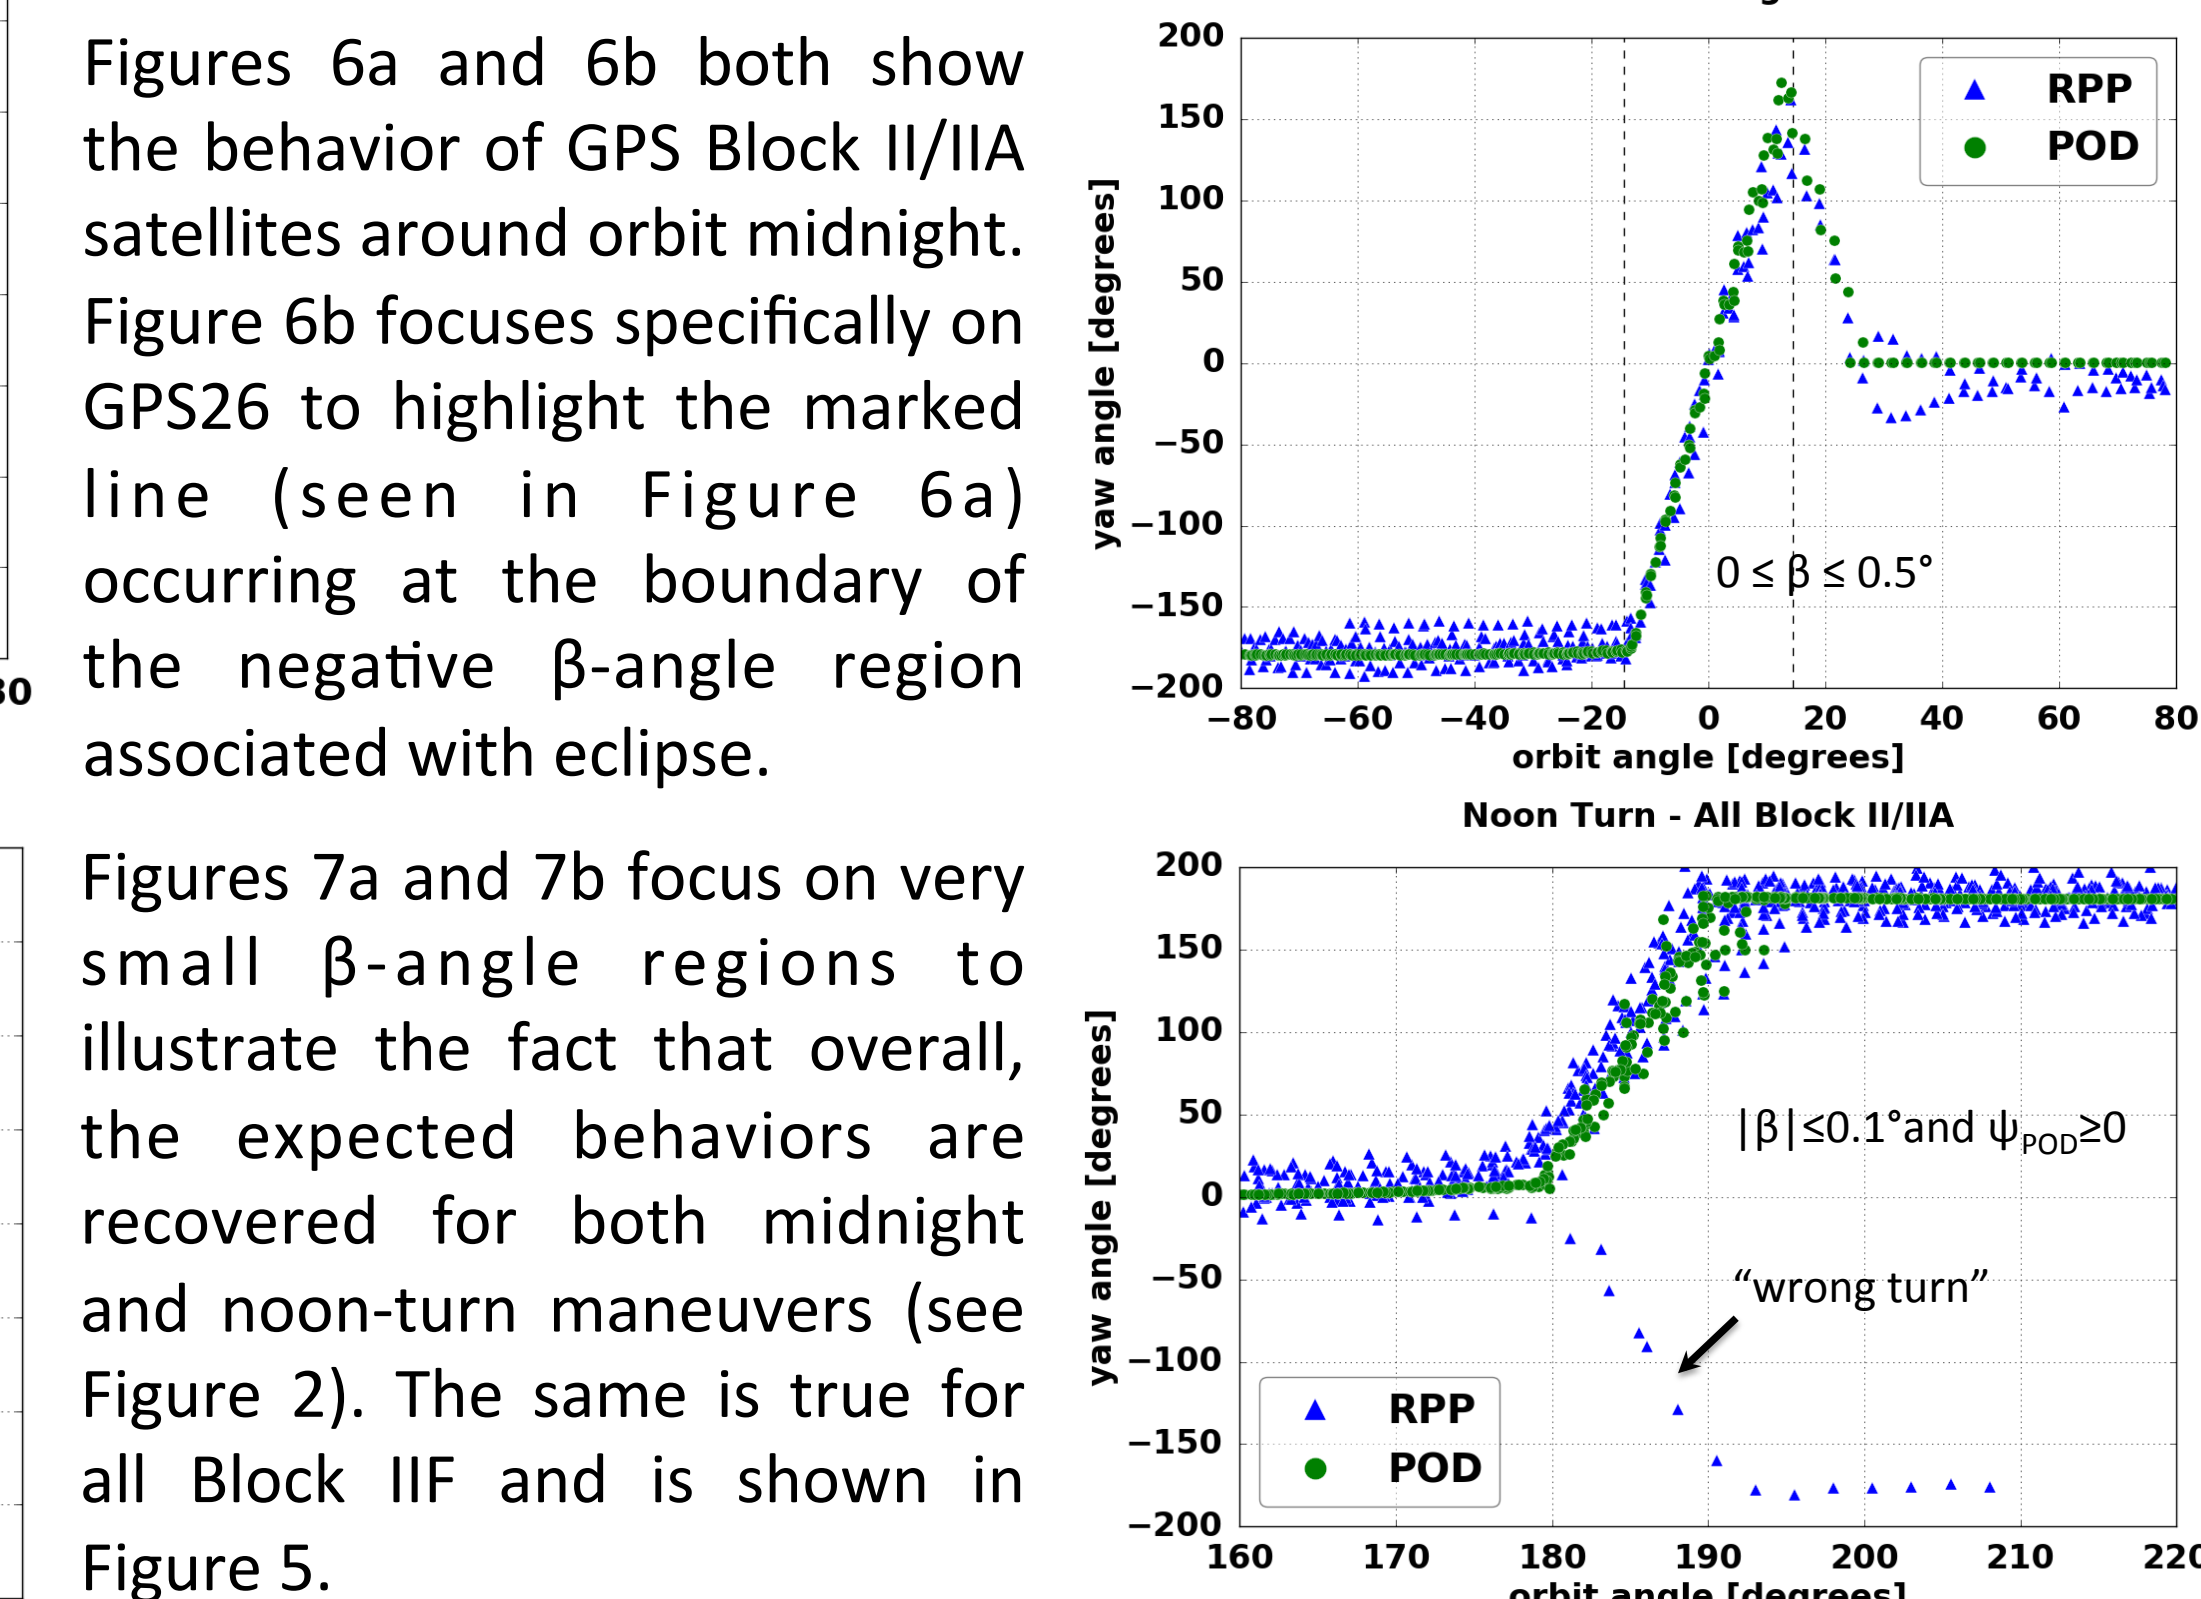 Figures 6a and 6b both show
the behavior of GPS Block II/IIA
satellites around orbit midnight.
Figure 6b focuses specifically on
GPS26 to highlight the marked
line (seen in Figure 6a)
occurring at the boundary of
the negative β-angle region
associated with eclipse.
Figures 7a and 7b focus on very
small β-angle regions to
illustrate the fact that overall,
the expected behaviors are
recovered for both midnight
and noon-turn maneuvers (see
Figure 2). The same is true for
all Block IIF and is shown in
Figure 5.
200
150
100
50
0
−50
−100
−150
−200
yaw angle [degrees]
RPP
POD
0 ≤ β ≤ 0.5°
−80 −60 −40 −20 0 20 40 60 80
orbit angle [degrees]
Noon Turn - All Block II/IIA
200
150
100
50
0
−50
−100
−150
−200
yaw angle [degrees]
|β|≤0.1°and ψPOD≥0
“wrong turn”
RPP
POD
160 170 180 190 200 210 220
orbit angle [degrees]